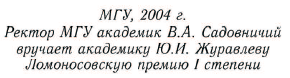 МГУ, 2004 г.
Ректор МГУ академик В.А. Садовничий
вручает академику Ю.И. Журавлеву
Ломоносовскую премию I степени